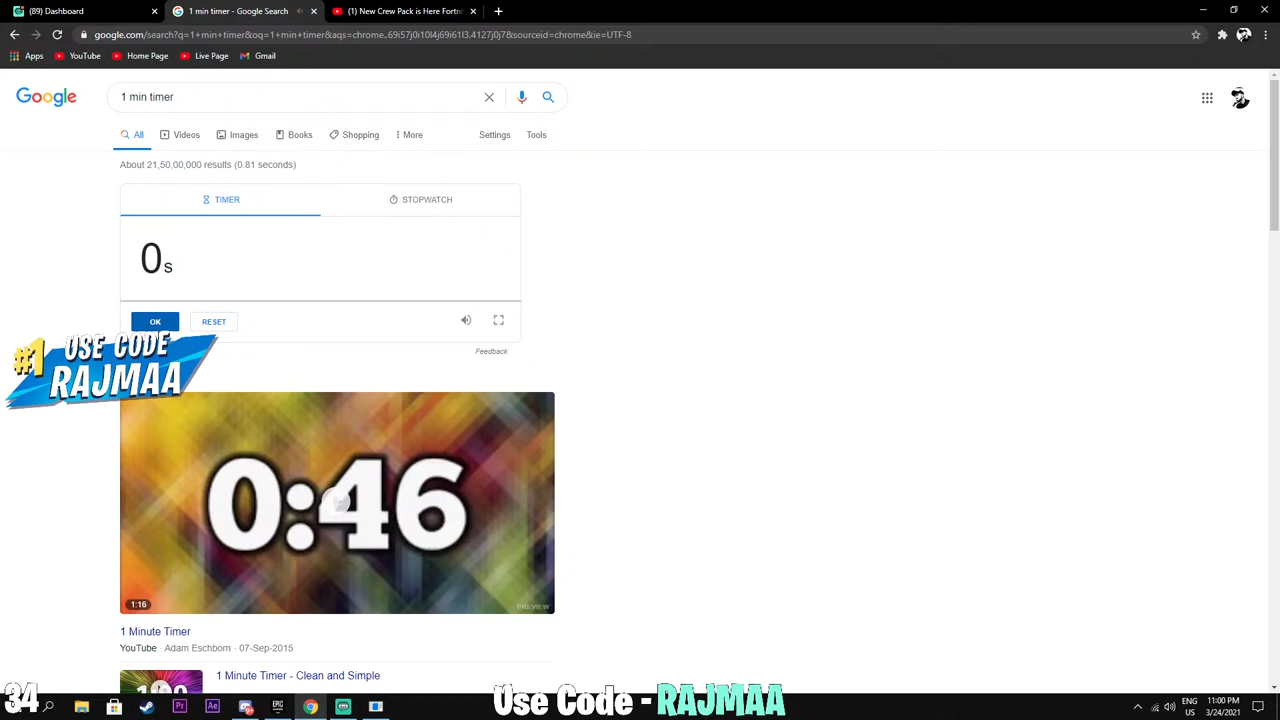 (89) Dashboard
1 min timer - Google Search
(1) New Crew Pack is Here Fortn
google.com/search?q=1+min+timer&oq=1+min+timer&aqs=chrome..69i57j0i10l4j69i61l3.4127j0j7&sourceid=chrome&ie=UTF-8
Apps
YouTube
Home Page
Live Page
Gmail
Google
1 min timer
All
Videos
Images
Books
Shopping
More
Settings
Tools
About 21,50,00,000 results (0.81 seconds)
TIMER
STOPWATCH
0s
OK
RESET
Feedback
#1 USE CODE
RAJMAA
0:46
1:16
PREVIEW
1 Minute Timer
YouTube · Adam Eschborn · 07-Sep-2015
1 Minute Timer - Clean and Simple
34
Pr
Ae
EPIC
Use Code - RAJMAA
ENG
US
11:00 PM
3/24/2021